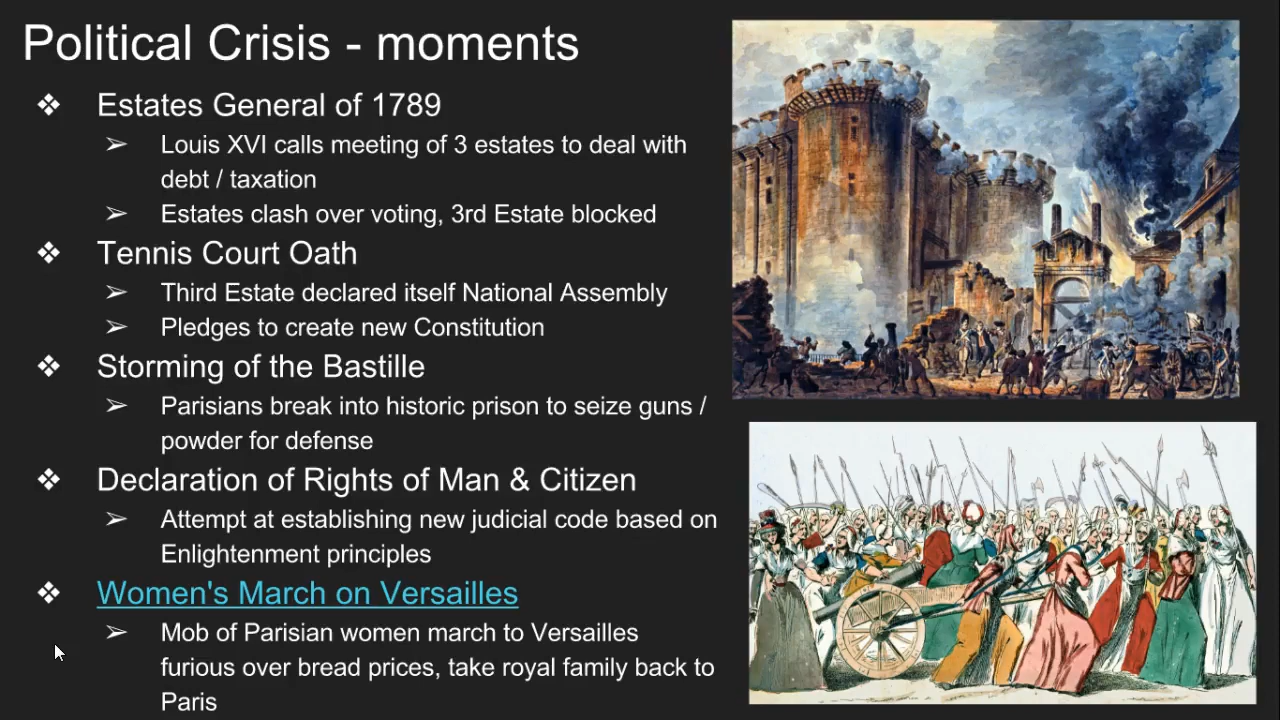 Political Crisis - moments
❖ Estates General of 1789
➢ Louis XVI calls meeting of 3 estates to deal with
debt / taxation
➢ Estates clash over voting, 3rd Estate blocked
❖ Tennis Court Oath
➢ Third Estate declared itself National Assembly
➢ Pledges to create new Constitution
❖ Storming of the Bastille
➢ Parisians break into historic prison to seize guns /
powder for defense
❖ Declaration of Rights of Man & Citizen
➢ Attempt at establishing new judicial code based on
Enlightenment principles
❖ Women's March on Versailles
➢ Mob of Parisian women march to Versailles
furious over bread prices, take royal family back to
Paris